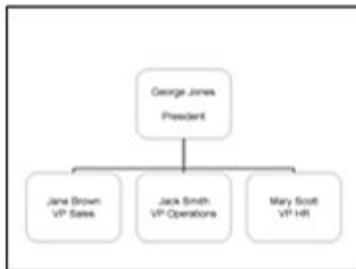 George Jones
President
Jane Brown
VP Sales
Jack Smith
VP Operations
Mary Scott
VP HR